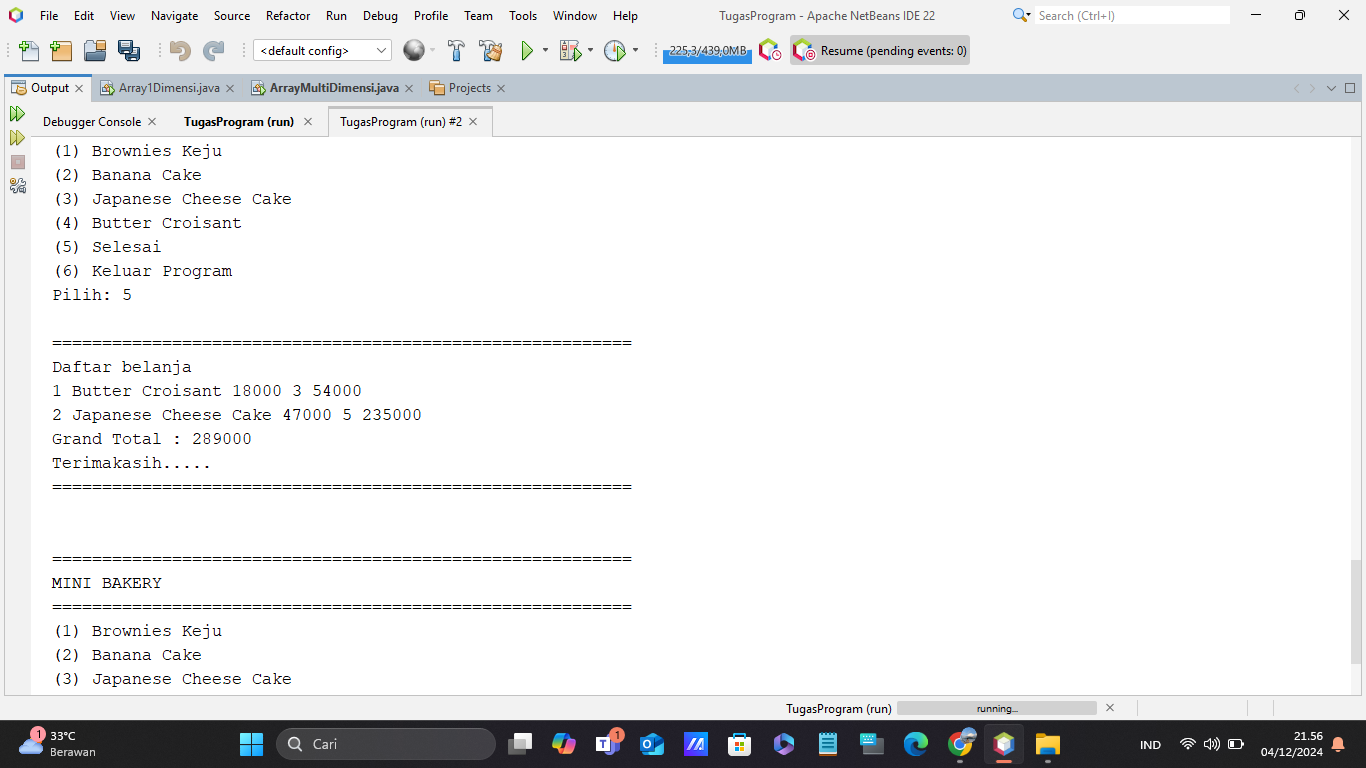 File Edit View Navigate Source Refactor Run Debug Profile Team Tools Window Help TugasProgram - Apache NetBeans IDE 22 Search (Ctrl+I)
<default config> 225,3/439,0MB Resume (pending events: 0)
Output Array1Dimensi.java ArrayMultiDimensi.java Projects
Debugger Console TugasProgram (run) TugasProgram (run) #2
(1) Brownies Keju
(2) Banana Cake
(3) Japanese Cheese Cake
(4) Butter Croisant
(5) Selesai
(6) Keluar Program
Pilih: 5
==========================================================
Daftar belanja
1 Butter Croisant 18000 3 54000
2 Japanese Cheese Cake 47000 5 235000
Grand Total : 289000
Terimakasih.....
==========================================================
==========================================================
MINI BAKERY
==========================================================
(1) Brownies Keju
(2) Banana Cake
(3) Japanese Cheese Cake
TugasProgram (run) running...
1 33°C
Berawan
Cari
1
IND
21.56
04/12/2024